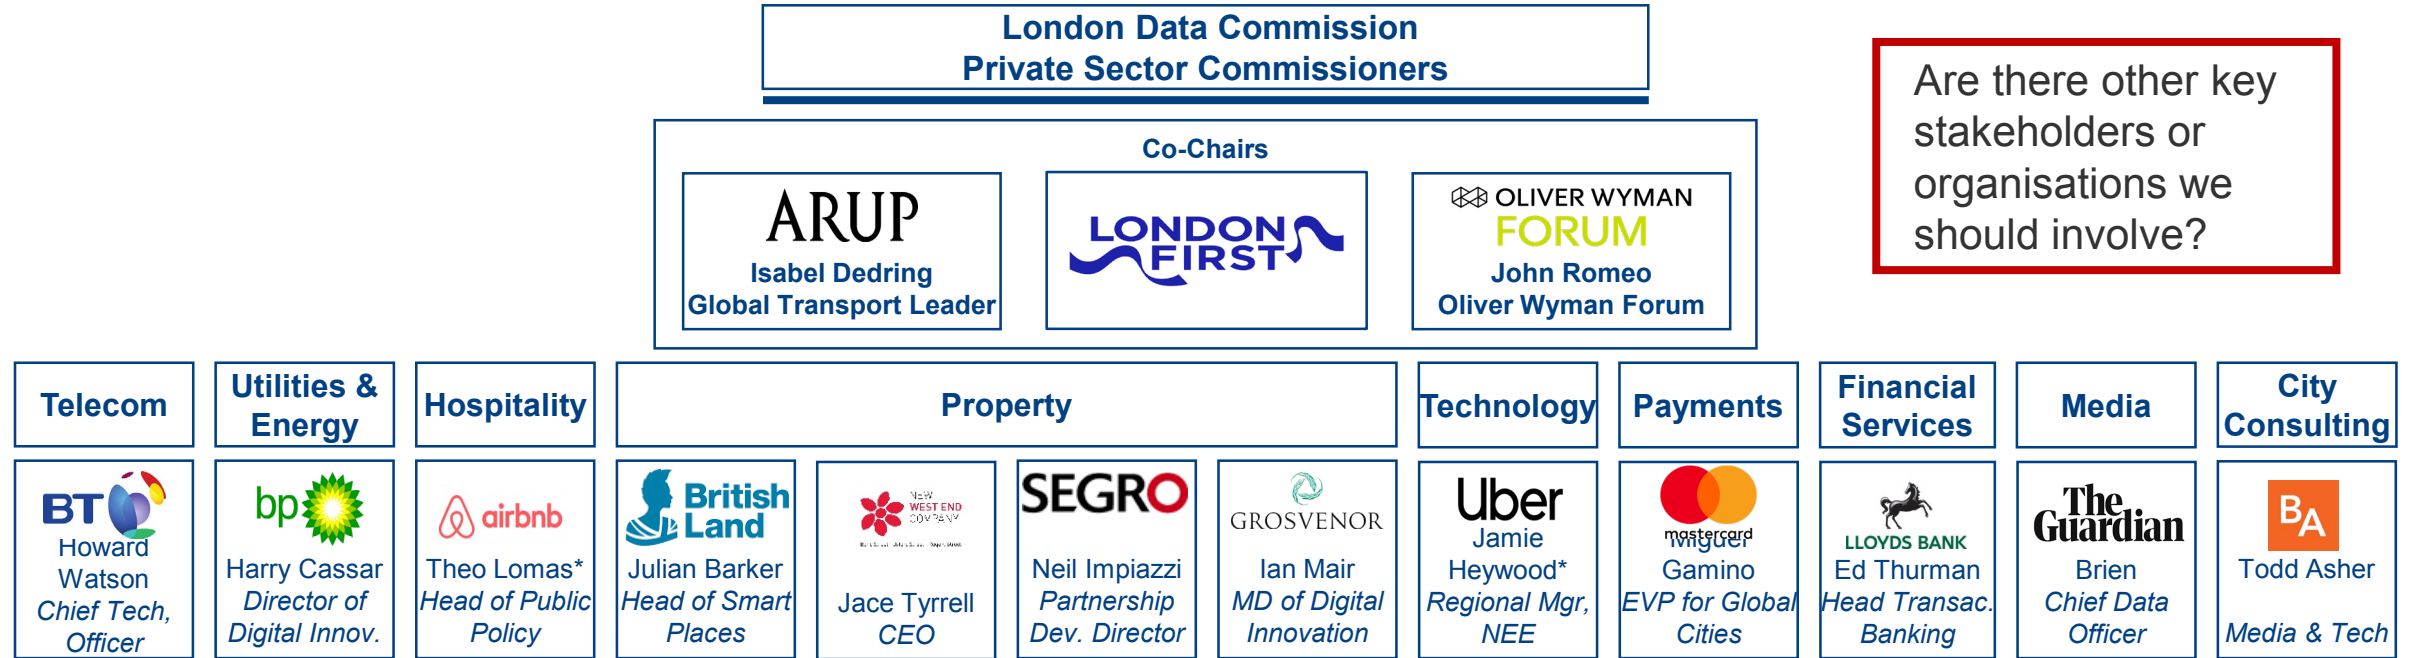 London Data Commission
Private Sector Commissioners
Are there other key
stakeholders or
organisations we
should involve?
Co-Chairs
ARUP
Isabel Dedring
Global Transport Leader
LONDON
FIRST
OLIVER WYMAN
FORUM
John Romeo
Oliver Wyman Forum
Telecom
Utilities &
Energy
Hospitality
Property
Technology
Payments
Financial
Services
Media
City
Consulting
BT
Howard
Watson
Chief Tech,
Officer
bp
Harry Cassar
Director of
Digital Innov.
airbnb
Theo Lomas*
Head of Public
Policy
British
Land
Julian Barker
Head of Smart
Places
NEW
WEST END
COMPANY
Jace Tyrrell
CEO
SEGRO
Neil Impiazzi
Partnership
Dev. Director
GROSVENOR
Ian Mair
MD of Digital
Innovation
Uber
Jamie
Heywood*
Regional Mgr,
NEE
mastercard
Miguel
Gamino
EVP for Global
Cities
LLOYDS BANK
Ed Thurman
Head Transac.
Banking
The
Guardian
Brien
Chief Data
Officer
BA
Todd Asher
Media & Tech